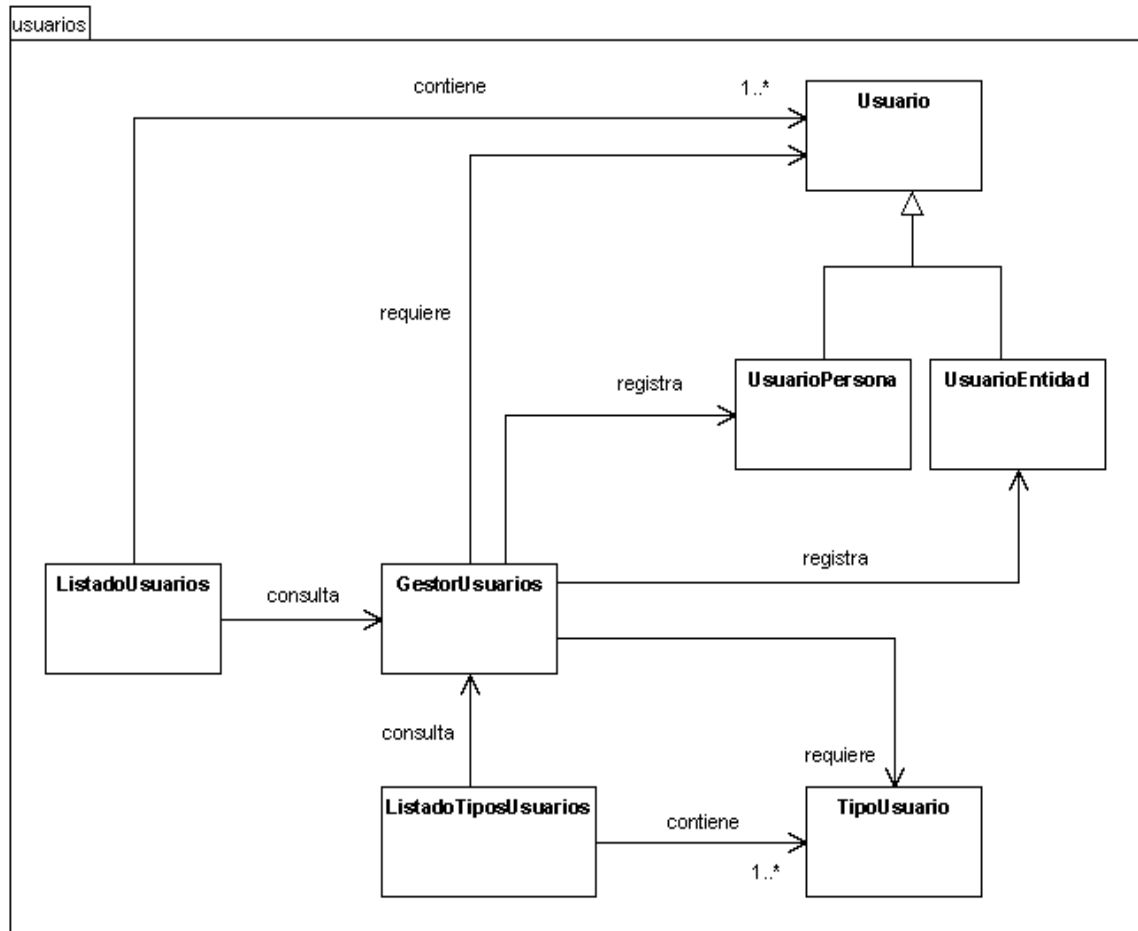 usuarios
contiene
1..*
Usuario
requiere
registra
UsuarioPersona
UsuarioEntidad
ListadoUsuarios
consulta
GestorUsuarios
registra
consulta
requiere
ListadoTiposUsuarios
contiene
1..*
TipoUsuario